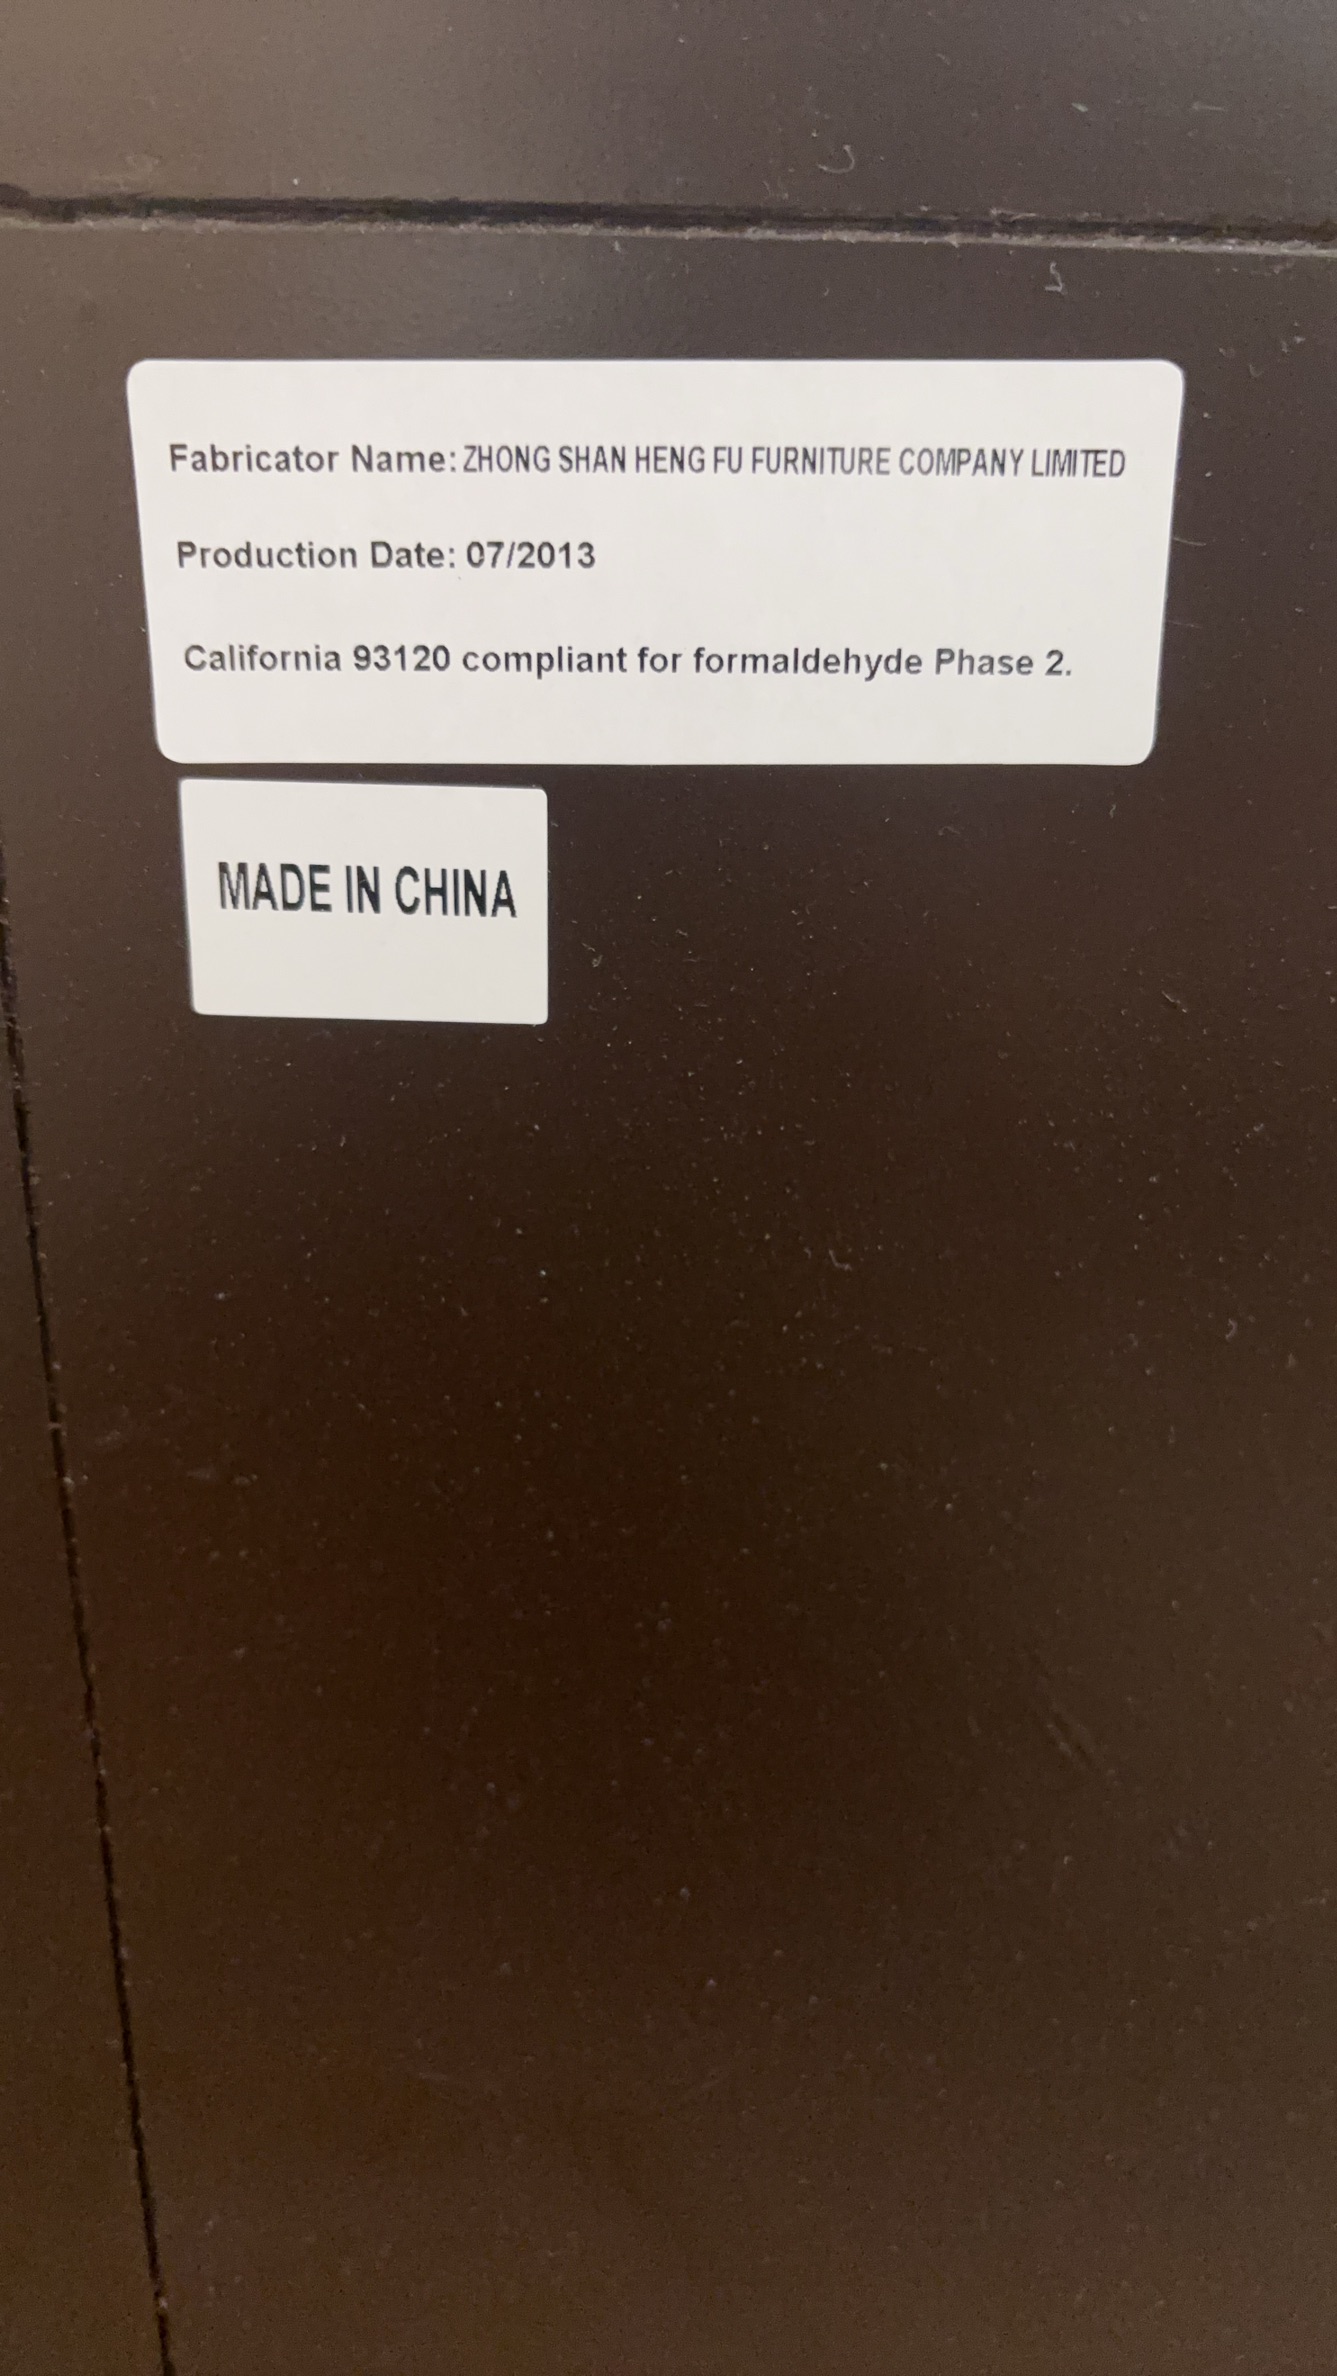 Fabricator Name: ZHONG SHAN HENG FU FURNITURE COMPANY LIMITED
Production Date: 07/2013
California 93120 compliant for formaldehyde Phase 2.
MADE IN CHINA